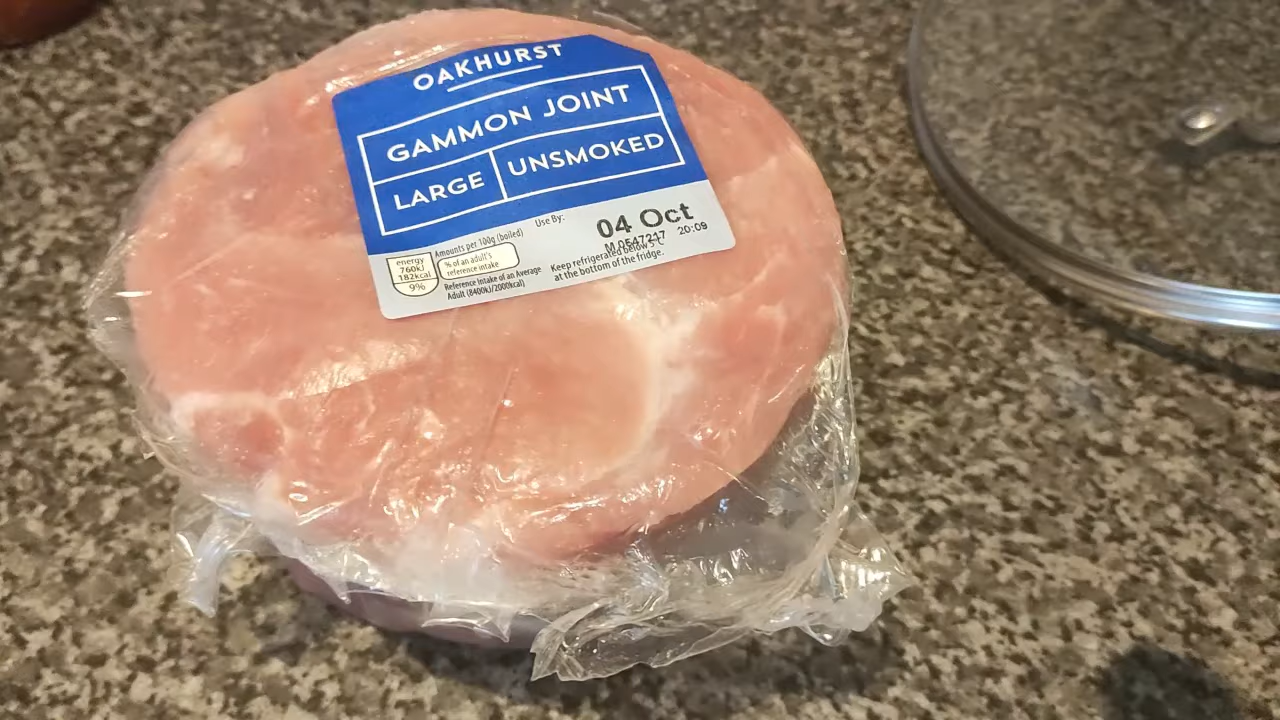 OAKHURST
GAMMON JOINT
LARGE UNSMOKED
Use By: 04 Oct
M 0547217 20:09
Keep refrigerated below 5°C
at the bottom of the fridge.
Amounts per 100g (boiled)
energy
760kJ
182kcal
9%
% of an adult's
reference intake
Reference intake of an Average
Adult (8400kJ/2000kcal)